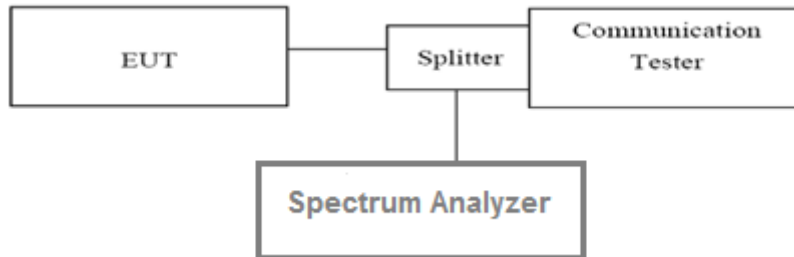 EUT
Splitter
Communication
Tester
Spectrum Analyzer